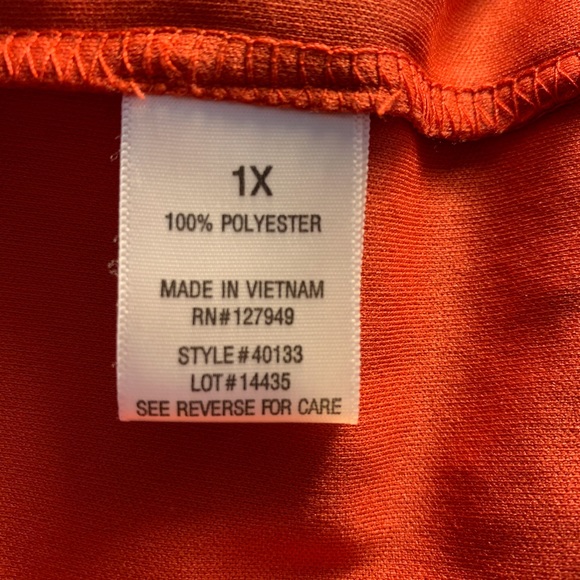 1X
100% POLYESTER
MADE IN VIETNAM
RN#127949
STYLE#40133
LOT#14435
SEE REVERSE FOR CARE